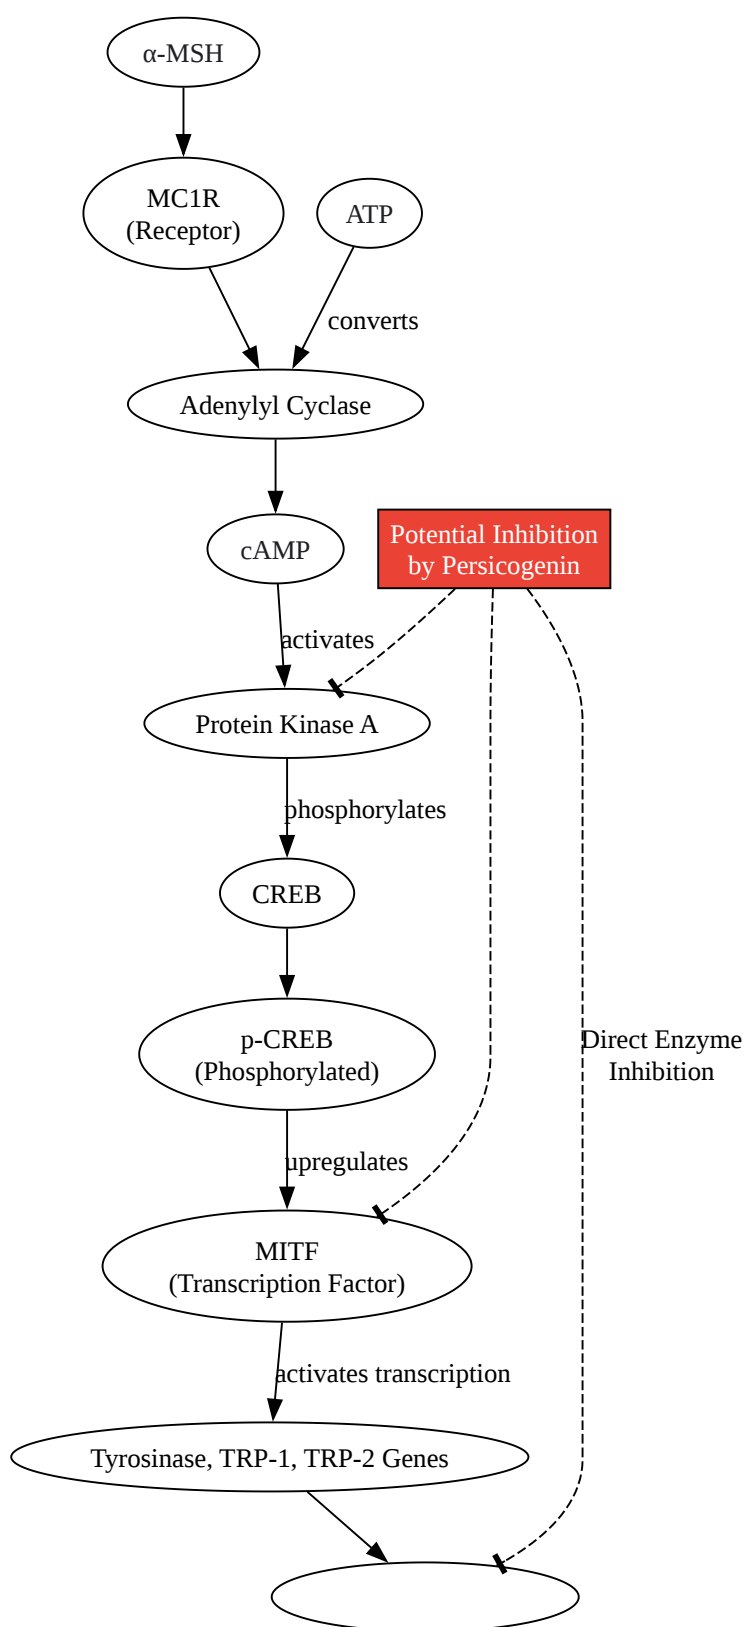 α-MSH
MC1R
(Receptor)
ATP
converts
Adenylyl Cyclase
Potential Inhibition
by Persicogenin
cAMP
activates
Protein Kinase A
phosphorylates
CREB
p-CREB
(Phosphorylated)
Direct Enzyme
Inhibition
upregulates
MITF
(Transcription Factor)
activates transcription
Tyrosinase, TRP-1, TRP-2 Genes